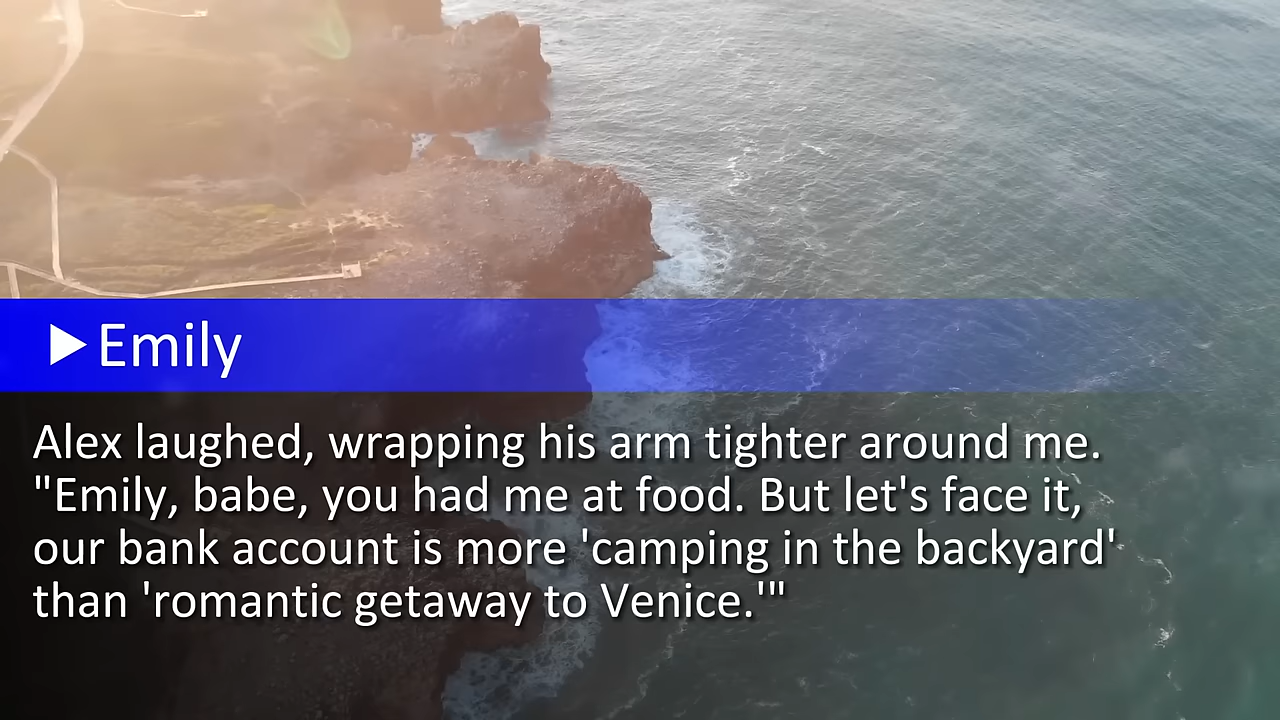 Emily
Alex laughed, wrapping his arm tighter around me.
"Emily, babe, you had me at food. But let's face it,
our bank account is more 'camping in the backyard'
than 'romantic getaway to Venice.'"